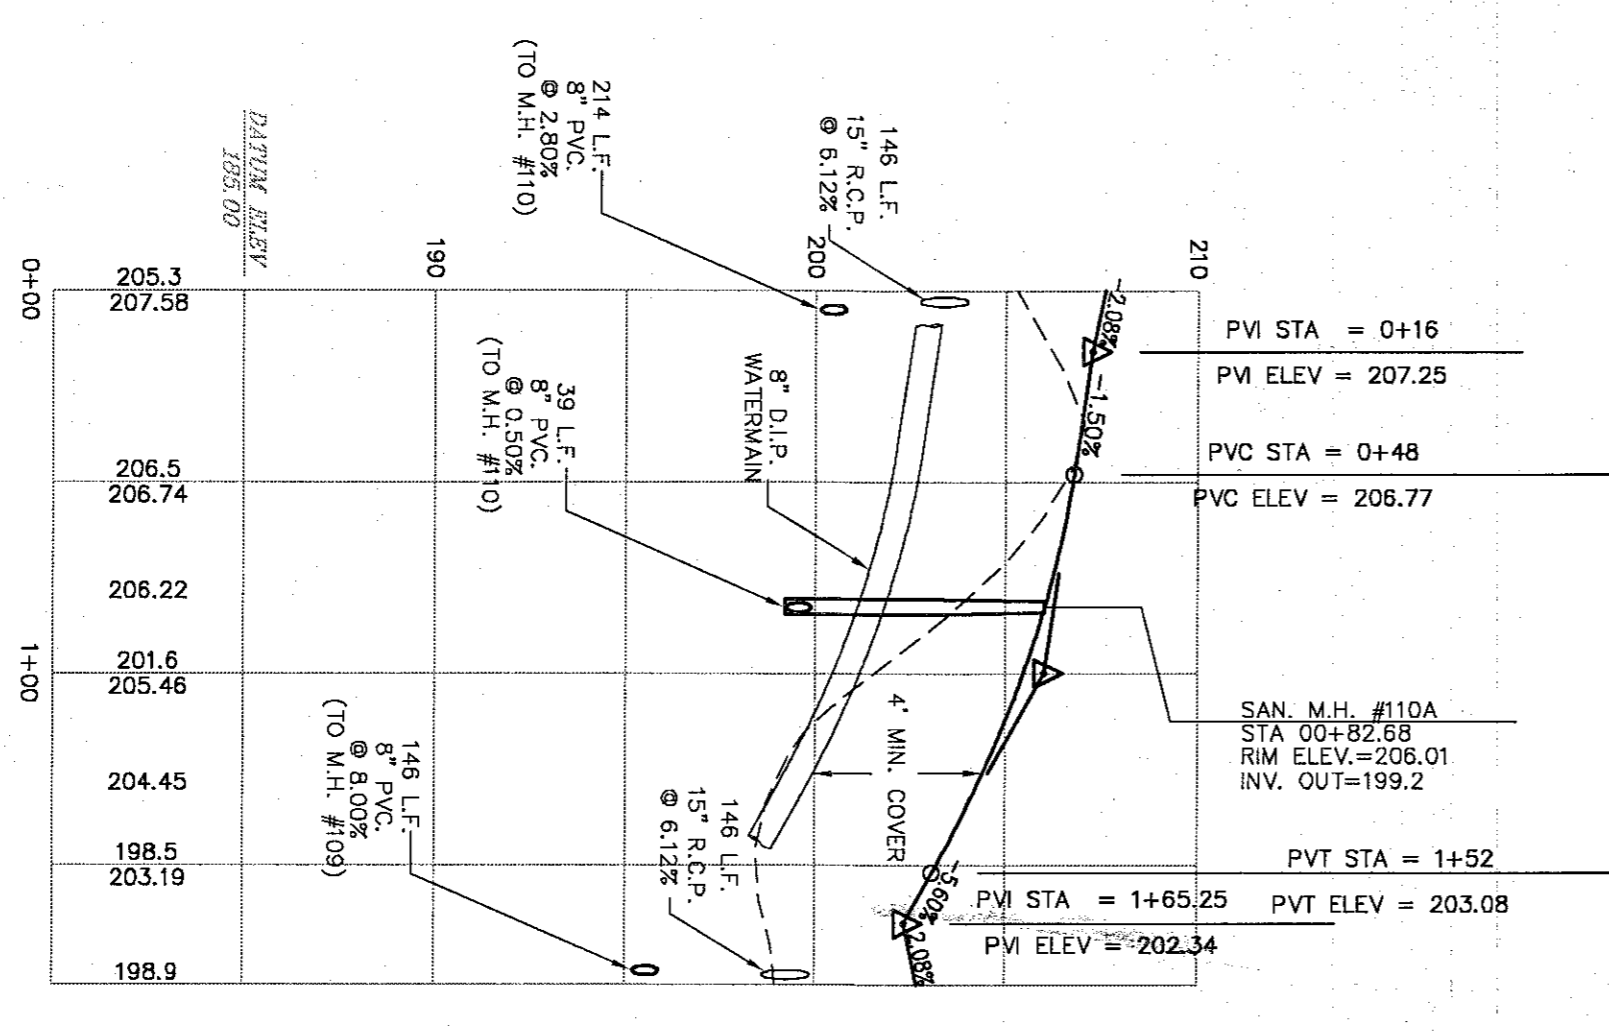 214 L.F.
8" PVC.
@ 2.80%
(TO M.H. #110)
146 L.F.
15" R.C.P.
@ 6.12%
DATUM ELEV
185.00
190
200
210
0+00
205.3
207.58
-2.08%
PVI STA = 0+16
PVI ELEV = 207.25
-1.50%
8" D.I.P.
WATERMAIN
39 L.F.
8" PVC.
@ 0.50%
(TO M.H. #110)
206.5
206.74
PVC STA = 0+48
PVC ELEV = 206.77
206.22
1+00
201.6
205.46
SAN. M.H. #110A
STA 00+82.68
RIM ELEV.=206.01
INV. OUT=199.2
4' MIN. COVER
204.45
146 L.F.
8" PVC.
@ 8.00%
(TO M.H. #109)
146 L.F.
15" R.C.P.
@ 6.12%
198.5
203.19
PVT STA = 1+52
PVT ELEV = 203.08
-5.60%
PVI STA = 1+65.25
PVI ELEV = 202.34
2.08%
198.9